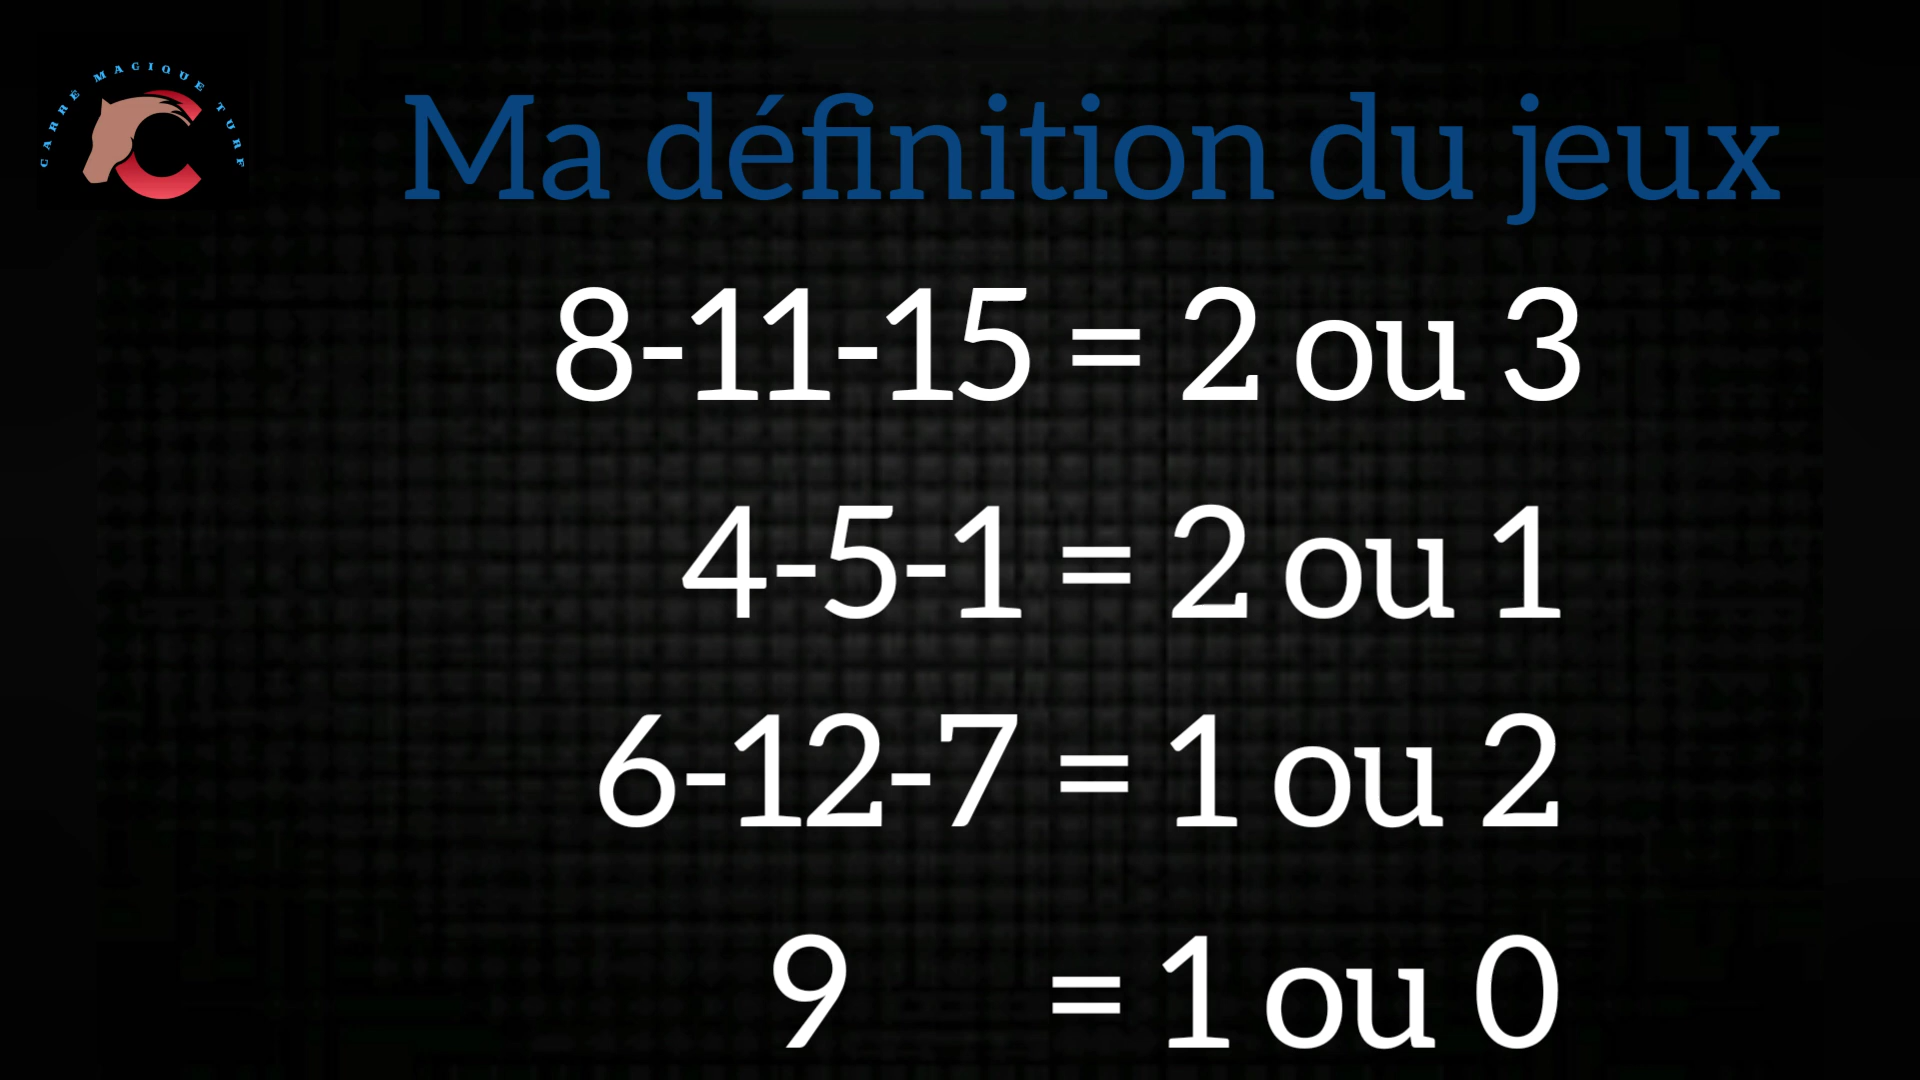 CARRÉ MAGIQUE TURF
Ma définition du jeux
8-11-15 = 2 ou 3
4-5-1 = 2 ou 1
6-12-7 = 1 ou 2
9 = 1 ou 0